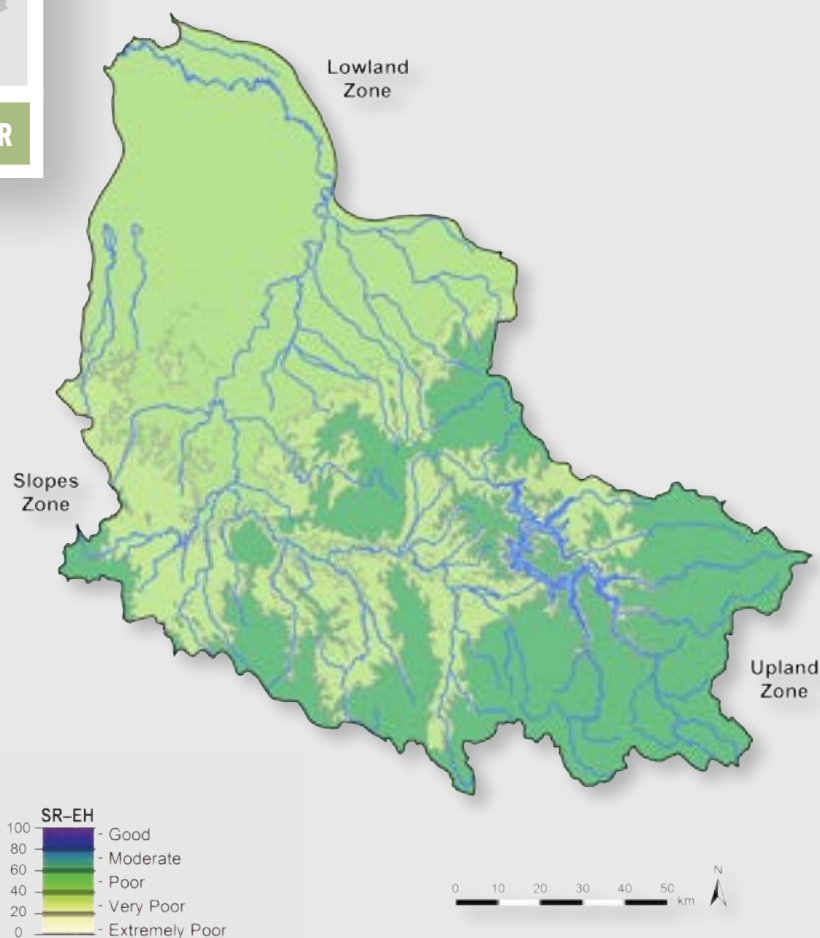 R
Lowland
Zone
Slopes
Zone
Upland
Zone
SR–EH
100
80
60
40
20
0
- Good
- Moderate
- Poor
- Very Poor
- Extremely Poor
0 10 20 30 40 50
km
N